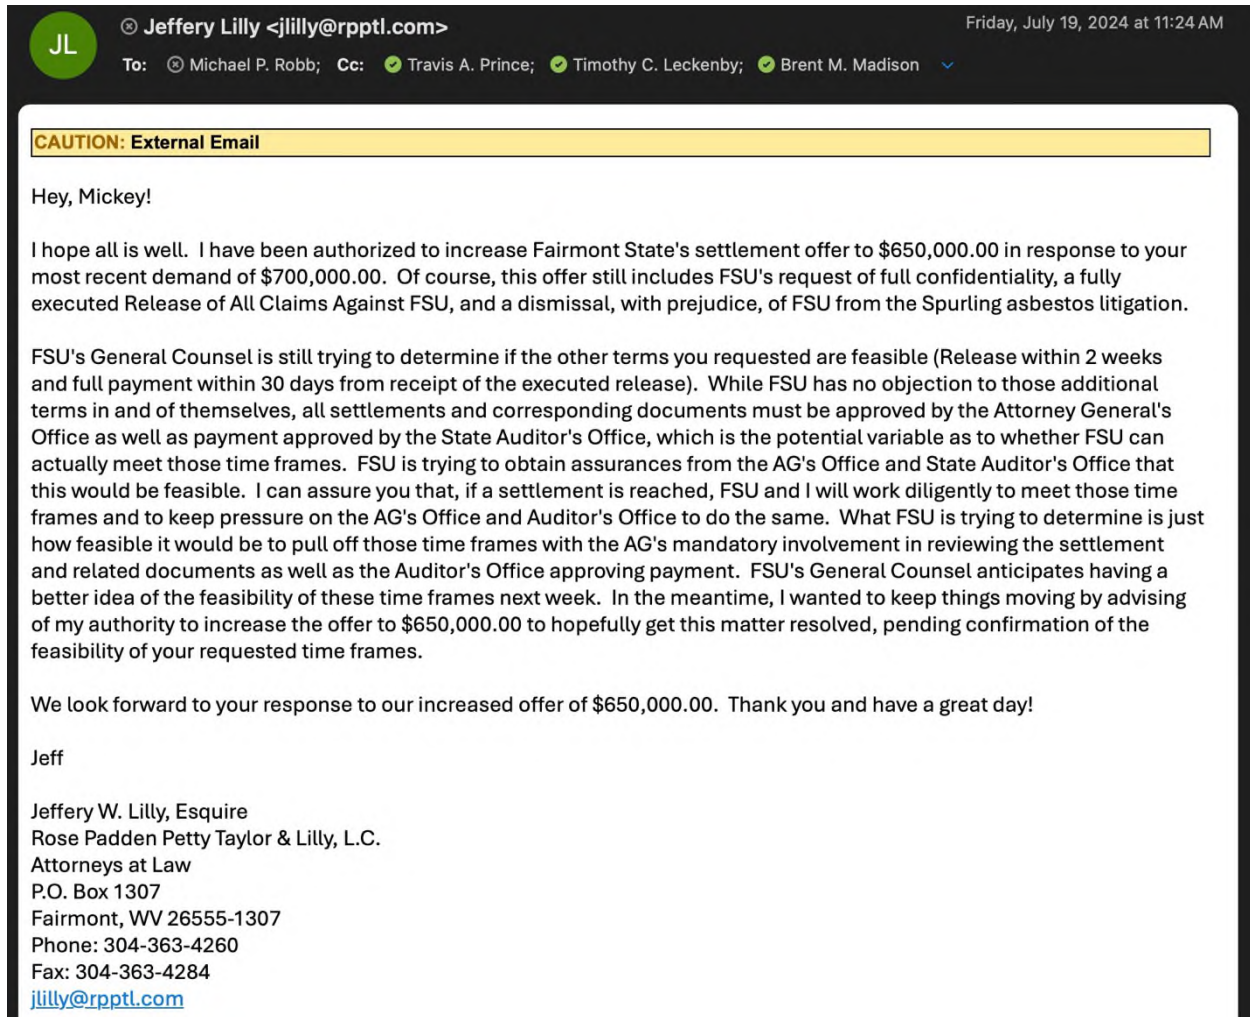 JL
Jeffery Lilly <jlilly@rpptl.com>
Friday, July 19, 2024 at 11:24 AM
To: Michael P. Robb; Cc: Travis A. Prince; Timothy C. Leckenby; Brent M. Madison
CAUTION: External Email
Hey, Mickey!
I hope all is well. I have been authorized to increase Fairmont State's settlement offer to $650,000.00 in response to your
most recent demand of $700,000.00. Of course, this offer still includes FSU's request of full confidentiality, a fully
executed Release of All Claims Against FSU, and a dismissal, with prejudice, of FSU from the Spurling asbestos litigation.
FSU's General Counsel is still trying to determine if the other terms you requested are feasible (Release within 2 weeks
and full payment within 30 days from receipt of the executed release). While FSU has no objection to those additional
terms in and of themselves, all settlements and corresponding documents must be approved by the Attorney General's
Office as well as payment approved by the State Auditor's Office, which is the potential variable as to whether FSU can
actually meet those time frames. FSU is trying to obtain assurances from the AG's Office and State Auditor's Office that
this would be feasible. I can assure you that, if a settlement is reached, FSU and I will work diligently to meet those time
frames and to keep pressure on the AG's Office and Auditor's Office to do the same. What FSU is trying to determine is just
how feasible it would be to pull off those time frames with the AG's mandatory involvement in reviewing the settlement
and related documents as well as the Auditor's Office approving payment. FSU's General Counsel anticipates having a
better idea of the feasibility of these time frames next week. In the meantime, I wanted to keep things moving by advising
of my authority to increase the offer to $650,000.00 to hopefully get this matter resolved, pending confirmation of the
feasibility of your requested time frames.
We look forward to your response to our increased offer of $650,000.00. Thank you and have a great day!
Jeff
Jeffery W. Lilly, Esquire
Rose Padden Petty Taylor & Lilly, L.C.
Attorneys at Law
P.O. Box 1307
Fairmont, WV 26555-1307
Phone: 304-363-4260
Fax: 304-363-4284
jlilly@rpptl.com